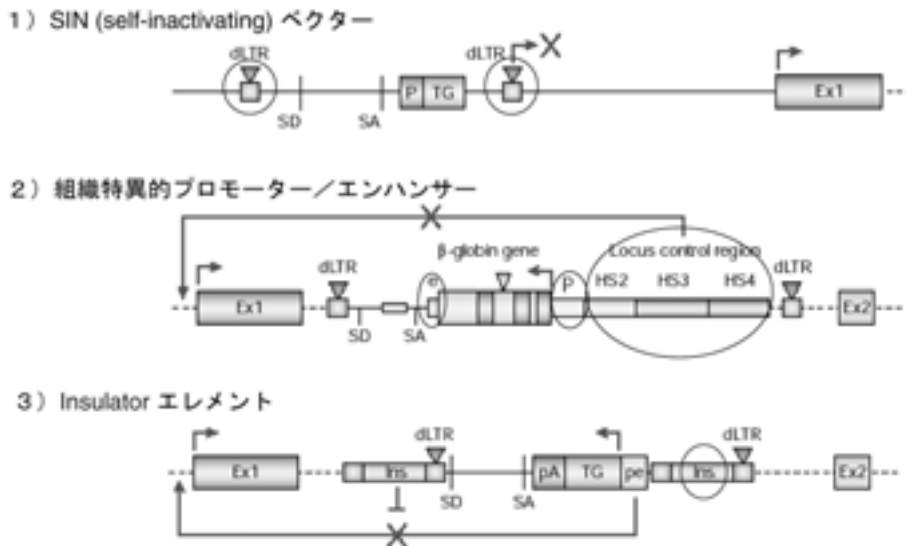 1）SIN (self-inactivating) ベクター
dLTR dLTR
P TG Ex1
SD SA
2）組織特異的プロモーター／エンハンサー
β-globin gene Locus control region
dLTR e P HS2 HS3 HS4 dLTR
Ex1 Ex2
SD SA
3）Insulator エレメント
dLTR dLTR
Ex1 Ins pA TG pe Ins Ex2
SD SA